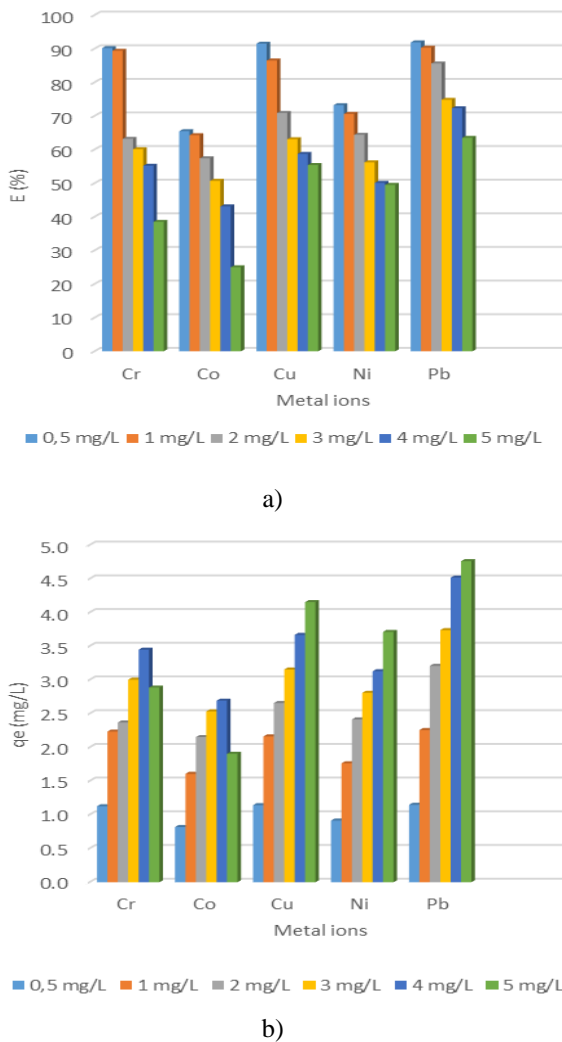 100
90
80
70
60
50
40
30
20
10
0
E (%)
Cr Co Cu Ni Pb
Metal ions
0,5 mg/L 1 mg/L 2 mg/L 3 mg/L 4 mg/L 5 mg/L
a)
5.0
4.5
4.0
3.5
3.0
2.5
2.0
1.5
1.0
0.5
0.0
qe (mg/L)
Cr Co Cu Ni Pb
Metal ions
0,5 mg/L 1 mg/L 2 mg/L 3 mg/L 4 mg/L 5 mg/L
b)